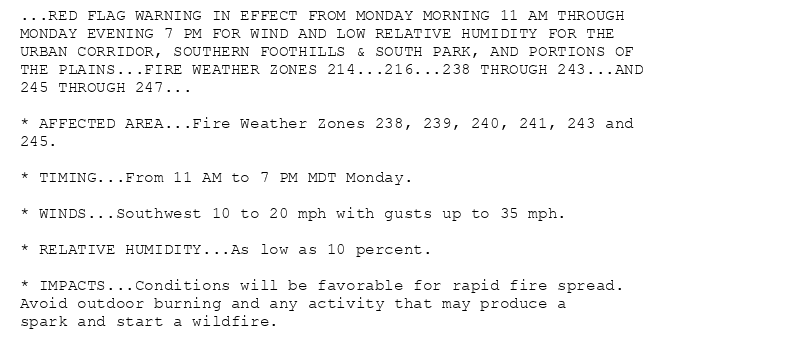 ...RED FLAG WARNING IN EFFECT FROM MONDAY MORNING 11 AM THROUGH
MONDAY EVENING 7 PM FOR WIND AND LOW RELATIVE HUMIDITY FOR THE
URBAN CORRIDOR, SOUTHERN FOOTHILLS & SOUTH PARK, AND PORTIONS OF
THE PLAINS...FIRE WEATHER ZONES 214...216...238 THROUGH 243...AND
245 THROUGH 247...
* AFFECTED AREA...Fire Weather Zones 238, 239, 240, 241, 243 and
245.
* TIMING...From 11 AM to 7 PM MDT Monday.
* WINDS...Southwest 10 to 20 mph with gusts up to 35 mph.
* RELATIVE HUMIDITY...As low as 10 percent.
* IMPACTS...Conditions will be favorable for rapid fire spread.
Avoid outdoor burning and any activity that may produce a
spark and start a wildfire.